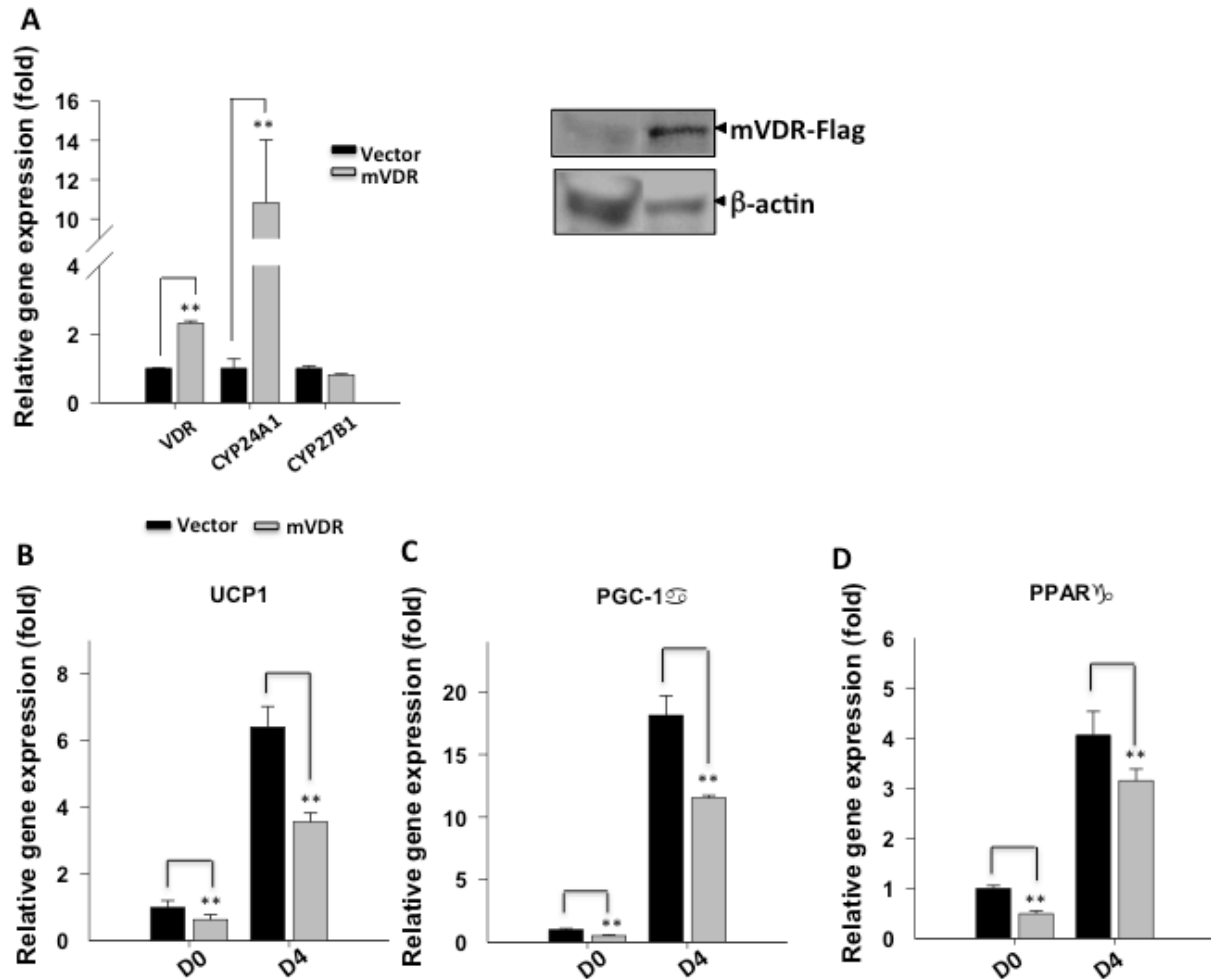 A
Relative gene expression (fold)
16
14
12
10
4
2
0
**
**
Vector
mVDR
VDR
CYP24A1
CYP27B1
mVDR-Flag
β-actin
Vector mVDR
B
UCP1
Relative gene expression (fold)
8
6
4
2
0
**
**
D0
D4
C
PGC-1♋
Relative gene expression (fold)
20
15
10
5
0
**
**
D0
D4
D
PPAR♑
Relative gene expression (fold)
6
5
4
3
2
1
0
**
**
D0
D4